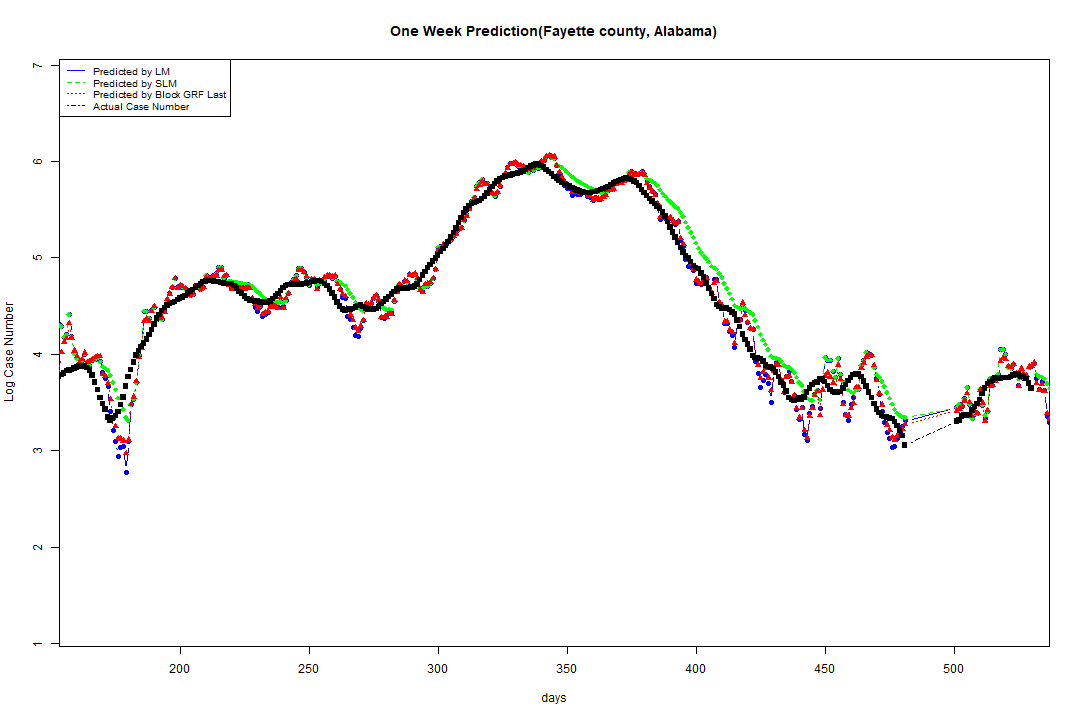 One Week Prediction(Fayette county, Alabama)
7
Predicted by LM
Predicted by SLM
Predicted by Block GRF Last
Actual Case Number
6
5
4
3
2
1
Log Case Number
200 250 300 350 400 450 500
days